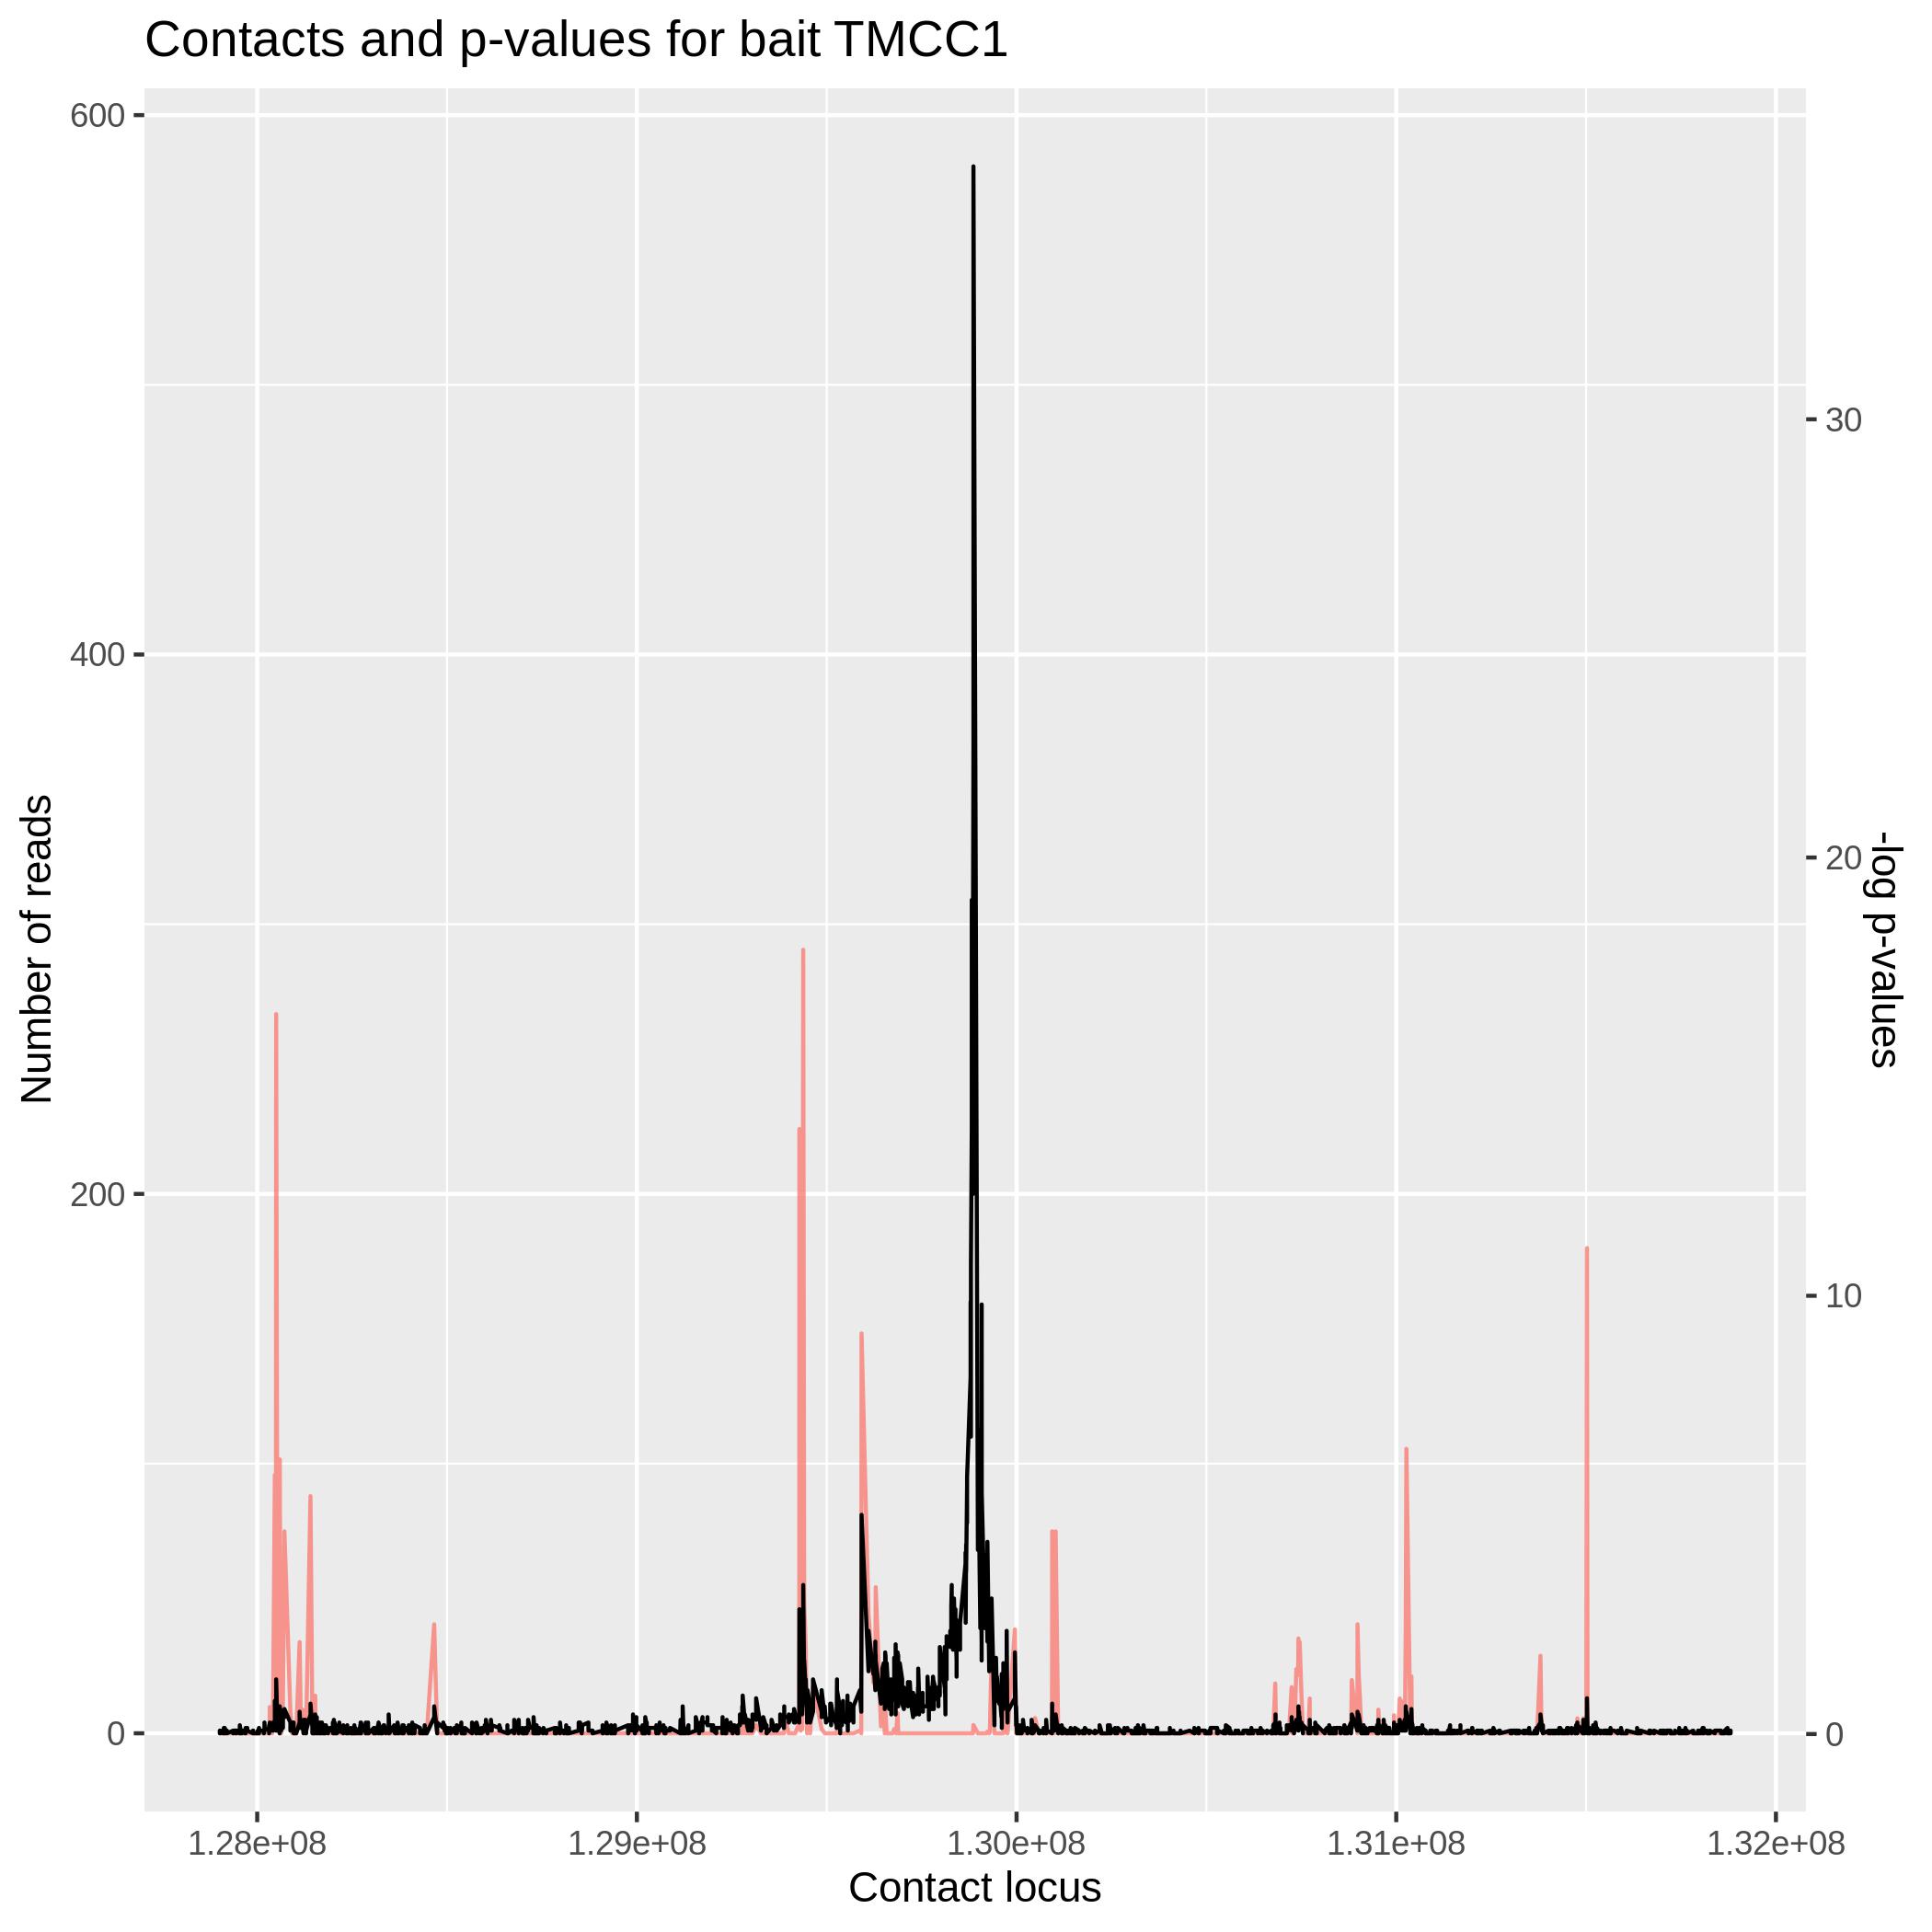 Contacts and p-values for bait TMCC1
600
400
200
0
Number of reads
30
20
10
0
-log p-values
1.28e+08
1.29e+08
1.30e+08
1.31e+08
1.32e+08
Contact locus